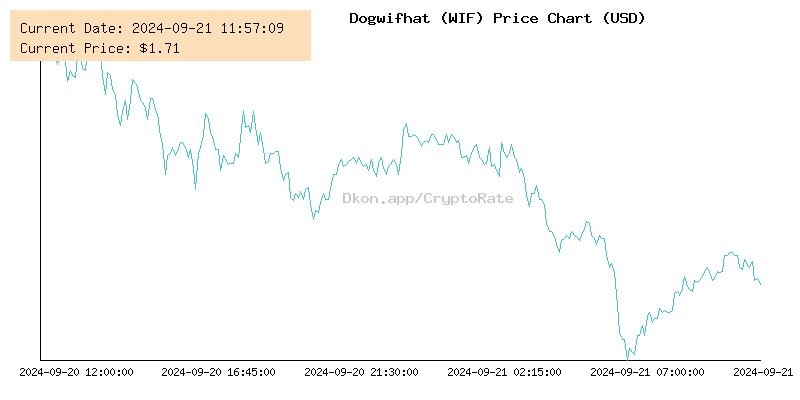 Dogwifhat (WIF) Price Chart (USD)
Current Date: 2024-09-21 11:57:09
Current Price: $1.71
Dkon.app/CryptoRate
2024-09-20 12:00:00 2024-09-20 16:45:00 2024-09-20 21:30:00 2024-09-21 02:15:00 2024-09-21 07:00:00 2024-09-21